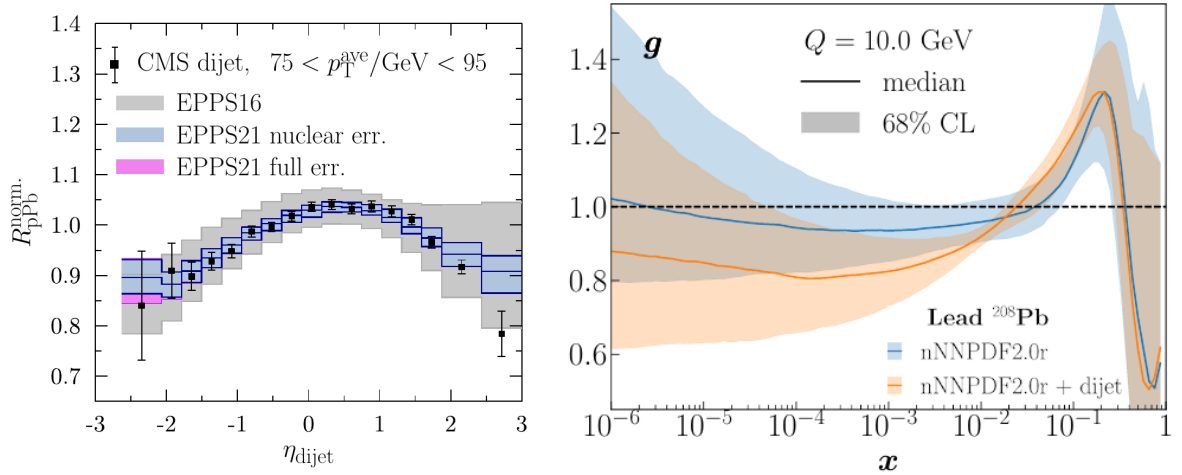 1.4
1.3
1.2
1.1
1.0
0.9
0.8
0.7
R_pPb^norm.
CMS dijet, 75 < p_T^ave/GeV < 95
EPPS16
EPPS21 nuclear err.
EPPS21 full err.
-3 -2 -1 0 1 2 3
η_dijet
g
Q = 10.0 GeV
median
68% CL
1.4
1.2
1.0
0.8
0.6
Lead ²⁰⁸Pb
nNNPDF2.0r
nNNPDF2.0r + dijet
10⁻⁶ 10⁻⁵ 10⁻⁴ 10⁻³ 10⁻² 10⁻¹ 1
x